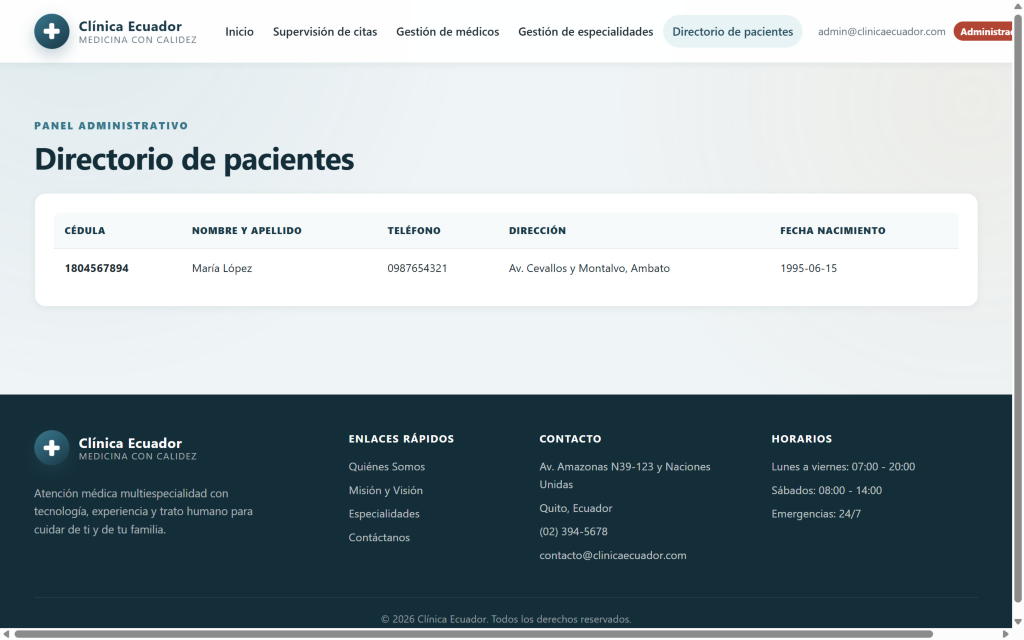 Clínica Ecuador
MEDICINA CON CALIDEZ
Inicio
Supervisión de citas
Gestión de médicos
Gestión de especialidades
Directorio de pacientes
admin@clinicaecuador.com
Administrac
PANEL ADMINISTRATIVO
Directorio de pacientes
CÉDULA NOMBRE Y APELLIDO TELÉFONO DIRECCIÓN FECHA NACIMIENTO
1804567894 María López 0987654321 Av. Cevallos y Montalvo, Ambato 1995-06-15
Clínica Ecuador
MEDICINA CON CALIDEZ
Atención médica multiespecialidad con
tecnología, experiencia y trato humano para
cuidar de ti y de tu familia.
ENLACES RÁPIDOS
Quiénes Somos
Misión y Visión
Especialidades
Contáctanos
CONTACTO
Av. Amazonas N39-123 y Naciones
Unidas
Quito, Ecuador
(02) 394-5678
contacto@clinicaecuador.com
HORARIOS
Lunes a viernes: 07:00 - 20:00
Sábados: 08:00 - 14:00
Emergencias: 24/7
© 2026 Clínica Ecuador. Todos los derechos reservados.